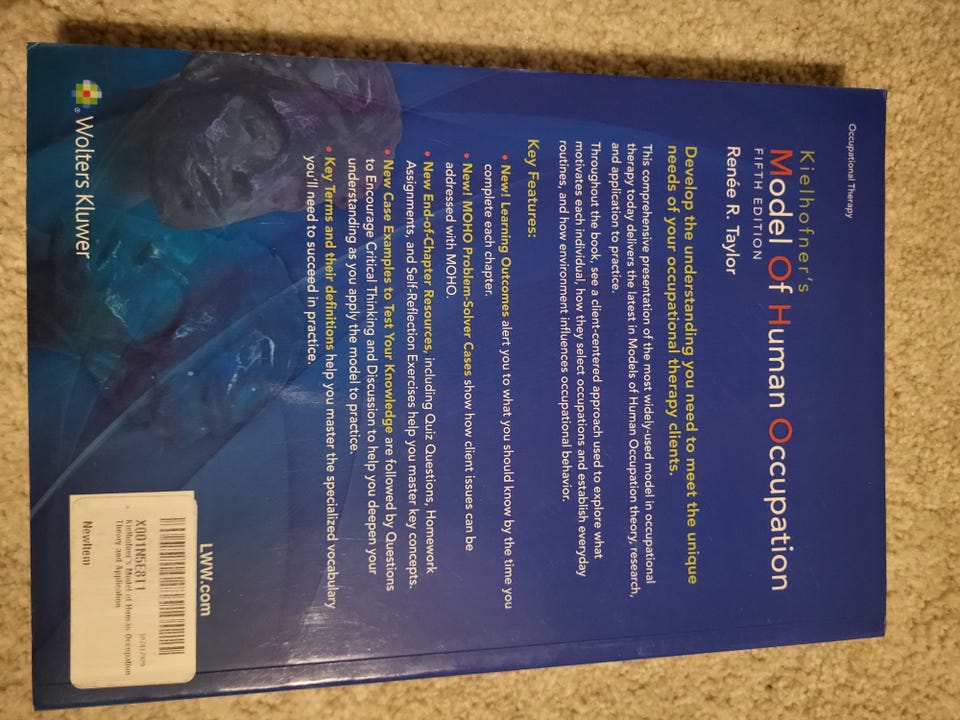 Occupational Therapy
Kielhofner's
Model Of Human Occupation
FIFTH EDITION
Renée R. Taylor
Develop the understanding you need to meet the unique
needs of your occupational therapy clients.
This comprehensive presentation of the most widely-used model in occupational
therapy today delivers the latest in Models of Human Occupation theory, research,
and application to practice.
Throughout the book, see a client-centered approach used to explore what
motivates each individual, how they select occupations and establish everyday
routines, and how environment influences occupational behavior.
Key Features:
• New! Learning Outcomes alert you to what you should know by the time you
complete each chapter.
• New! MOHO Problem-Solver Cases show how client issues can be
addressed with MOHO.
• New End-of-Chapter Resources, including Quiz Questions, Homework
Assignments, and Self-Reflection Exercises help you master key concepts.
• New Case Examples to Test Your Knowledge are followed by Questions
to Encourage Critical Thinking and Discussion to help you deepen your
understanding as you apply the model to practice.
• Key Terms and their definitions help you master the specialized vocabulary
you'll need to succeed in practice.
Wolters Kluwer
LWW.com
X001N5E81I
Kielhofner's Model of Human Occupation
Theory and Application
NewItem